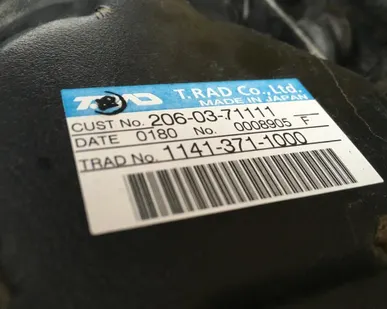 T.RAD T.RAD Co., Ltd.
MADE IN JAPAN
CUST No. 206-03-71111
DATE 0180 No. 0008905 F
TRAD No. 1141-371-1000